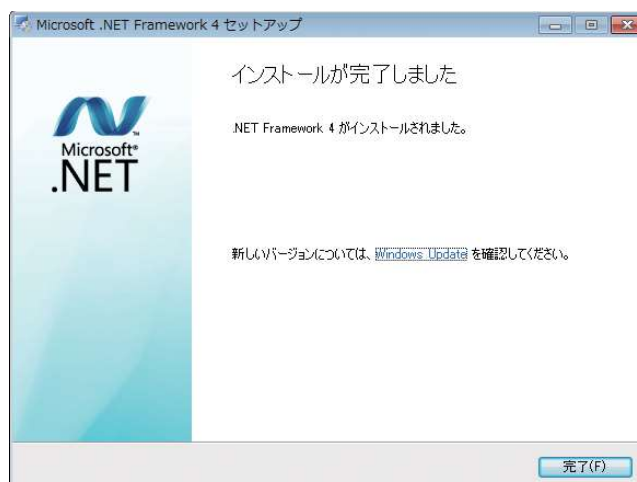 Microsoft .NET Framework 4 セットアップ
インストールが完了しました
.NET Framework 4 がインストールされました。
Microsoft®
.NET™
新しいバージョンについては、Windows Update を確認してください。
完了(F)